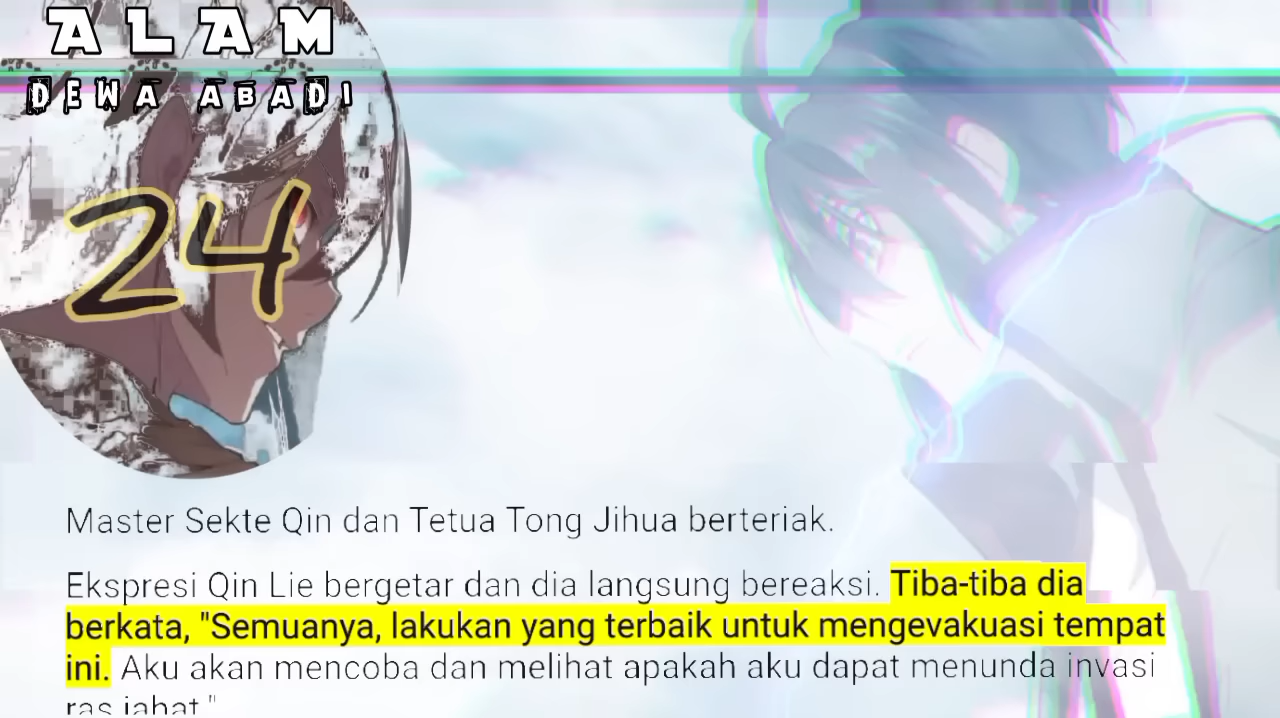 ALAM
DEWA ABADI
24
Master Sekte Qin dan Tetua Tong Jihua berteriak.
Ekspresi Qin Lie bergetar dan dia langsung bereaksi. Tiba-tiba dia
berkata, "Semuanya, lakukan yang terbaik untuk mengevakuasi tempat
ini. Aku akan mencoba dan melihat apakah aku dapat menunda invasi
ras jahat."